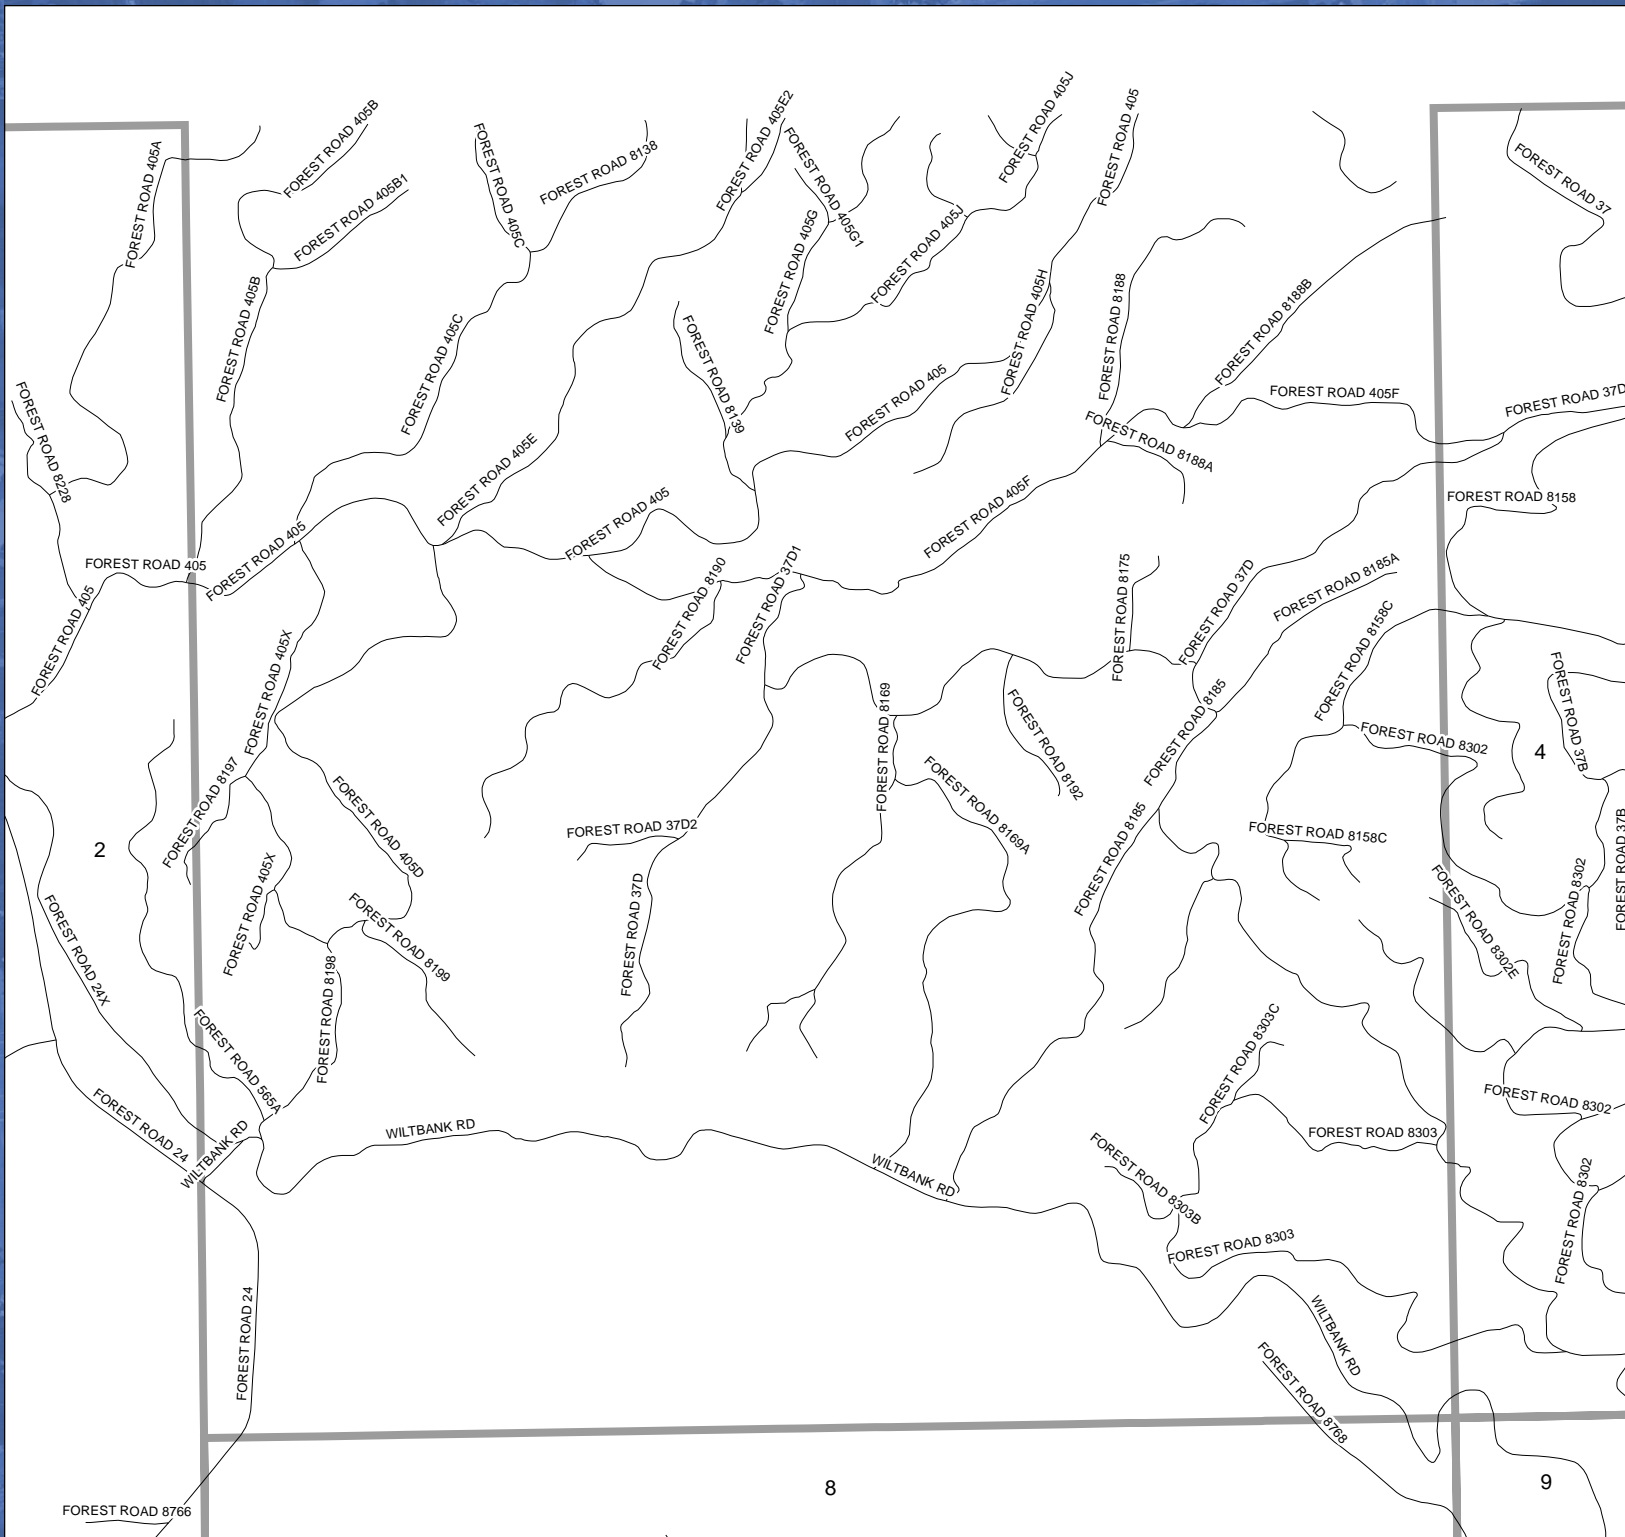 FOREST ROAD 405J
FOREST ROAD 405E2
FOREST ROAD 405
FOREST ROAD 405B
FOREST ROAD 405C
FOREST ROAD 8138
FOREST ROAD 405G1
FOREST ROAD 405A
FOREST ROAD 37
FOREST ROAD 405B1
FOREST ROAD 405G
FOREST ROAD 405J
FOREST ROAD 405B
FOREST ROAD 405C
FOREST ROAD 405H
FOREST ROAD 8188
FOREST ROAD 8188B
FOREST ROAD 8139
FOREST ROAD 405
FOREST ROAD 405F
FOREST ROAD 37D
FOREST ROAD 8228
FOREST ROAD 405E
FOREST ROAD 8188A
FOREST ROAD 405
FOREST ROAD 405F
FOREST ROAD 8158
FOREST ROAD 405
FOREST ROAD 405
FOREST ROAD 405
FOREST ROAD 8190
FOREST ROAD 37D1
FOREST ROAD 8175
FOREST ROAD 37D
FOREST ROAD 8185A
FOREST ROAD 8158C
FOREST ROAD 405X
FOREST ROAD 8169
FOREST ROAD 8192
FOREST ROAD 8185
FOREST ROAD 8302
FOREST ROAD 37B
4
FOREST ROAD 8197
FOREST ROAD 405D
FOREST ROAD 37D2
FOREST ROAD 8169A
FOREST ROAD 8185
FOREST ROAD 8158C
FOREST ROAD 37B
2
FOREST ROAD 405X
FOREST ROAD 8199
FOREST ROAD 37D
FOREST ROAD 8302E
FOREST ROAD 8302
FOREST ROAD 24X
FOREST ROAD 8198
FOREST ROAD 565A
FOREST ROAD 8303C
FOREST ROAD 24
WILTBANK RD
WILTBANK RD
WILTBANK RD
FOREST ROAD 8303
FOREST ROAD 8302
FOREST ROAD 8303B
FOREST ROAD 8303
FOREST ROAD 8302
FOREST ROAD 24
WILTBANK RD
FOREST ROAD 8768
8
9
FOREST ROAD 8766